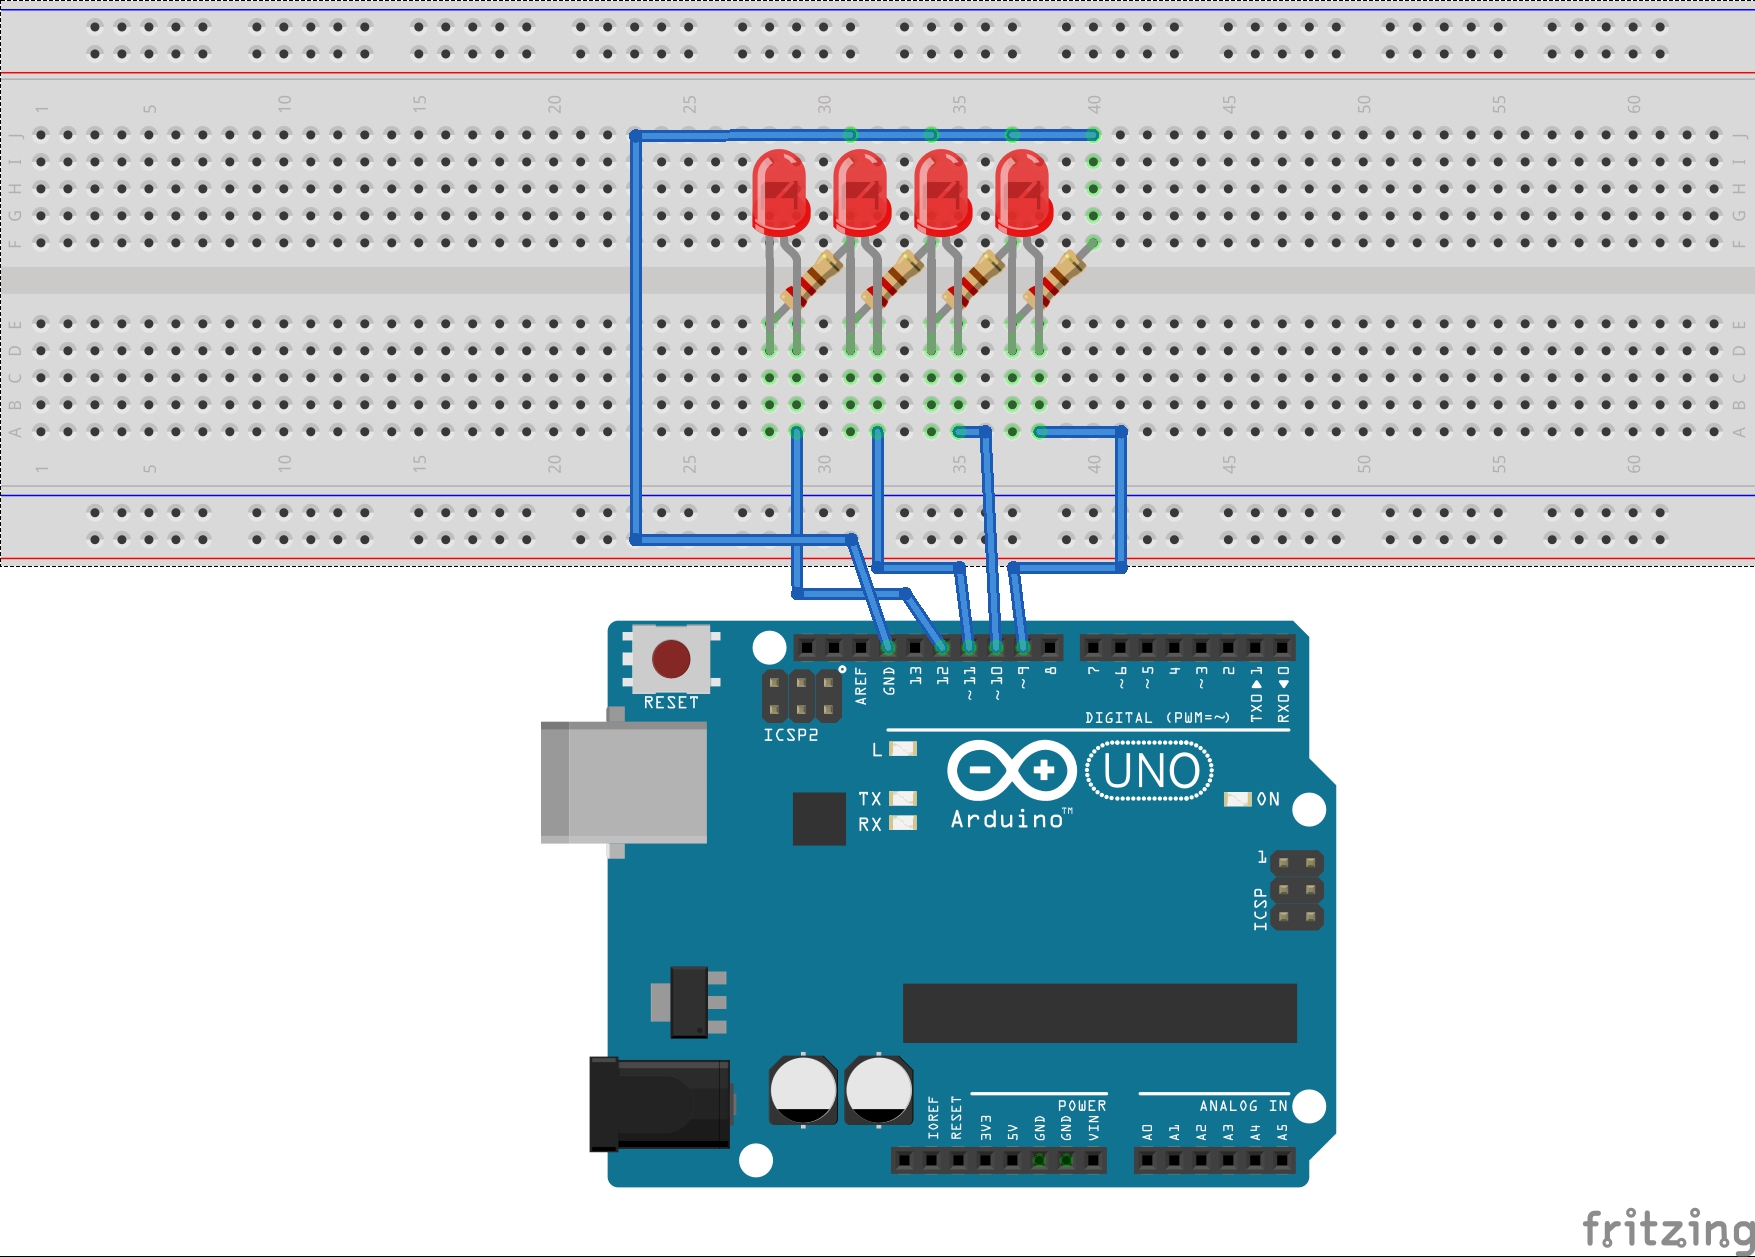 1 5 10 15 20 25 30 35 40 45 50 55 60
J J
I I
H H
G G
F F
E E
D D
C C
B B
A A
1 5 10 15 20 25 30 35 40 45 50 55 60
RESET
ICSP2
AREF GND 13 12 ~11 ~10 ~9 8 7 ~6 ~5 4 ~3 2 TX0▶1 RX0◀0
DIGITAL (PWM=~)
L
TX
RX
Arduino™
UNO
ON
1
ICSP
IOREF RESET 3V3 5V GND GND VIN
POWER
A0 A1 A2 A3 A4 A5
ANALOG IN
fritzing